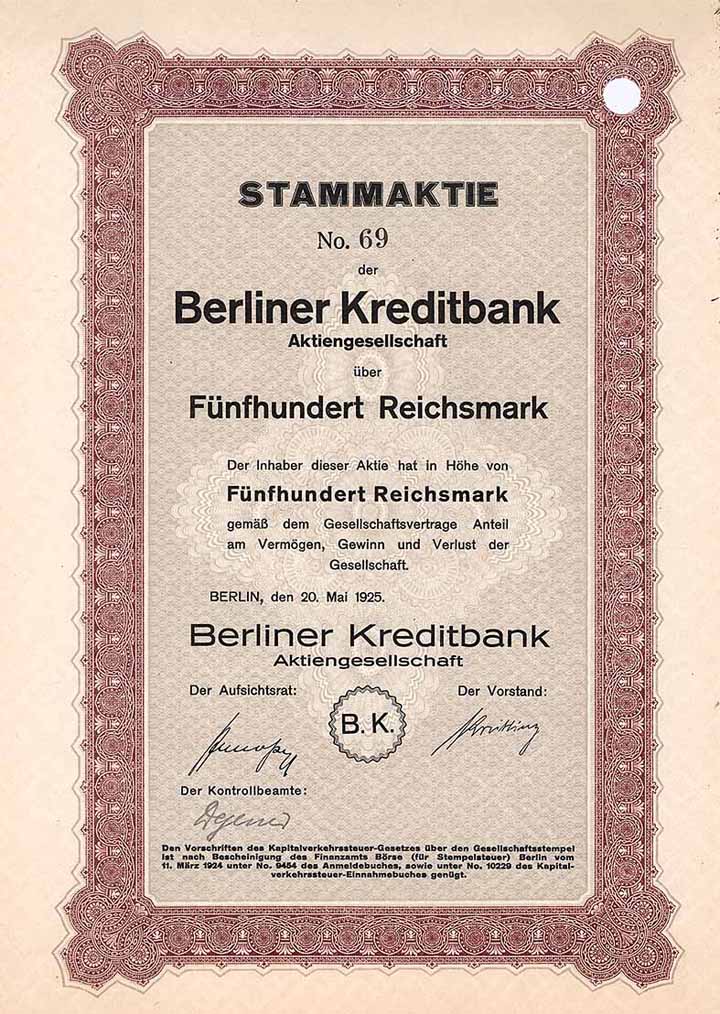 STAMMAKTIE
No. 69
der
Berliner Kreditbank
Aktiengesellschaft
über
Fünfhundert Reichsmark
Der Inhaber dieser Aktie hat in Höhe von
Fünfhundert Reichsmark
gemäß dem Gesellschaftsvertrage Anteil
am Vermögen, Gewinn und Verlust der
Gesellschaft.
BERLIN, den 20. Mai 1925.
Berliner Kreditbank
Aktiengesellschaft
Der Aufsichtsrat: Der Vorstand:
B. K.
Der Kontrollbeamte:
Den Vorschriften des Kapitalverkehrssteuer-Gesetzes über den Gesellschaftsstempel
ist nach Bescheinigung des Finanzamts Börse (für Stempelsteuer) Berlin vom
11. März 1924 unter No. 9454 des Anmeldebuches, sowie unter No. 10229 des Kapital-
verkehrssteuer-Einnahmebuches genügt.